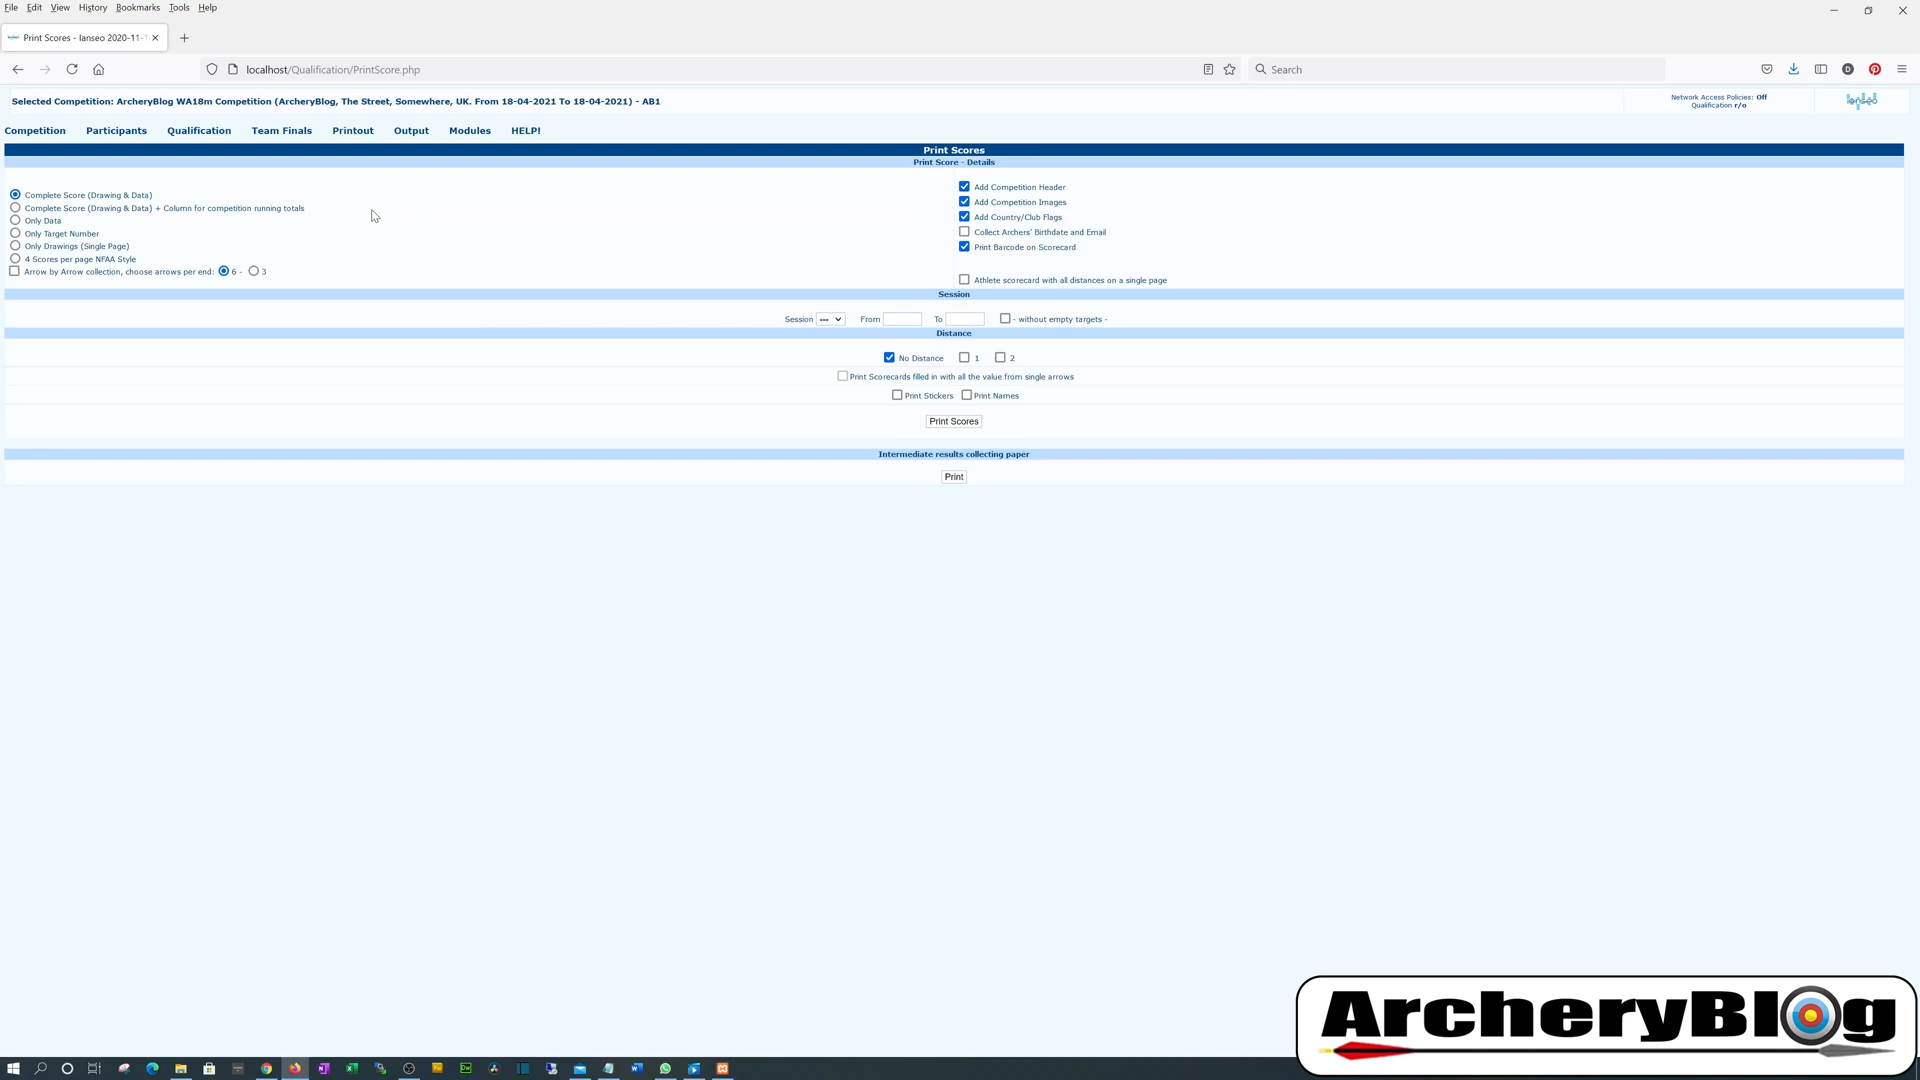 File Edit View History Bookmarks Tools Help
Print Scores - Ianseo 2020-11-1
localhost/Qualification/PrintScore.php
Search
Selected Competition: ArcheryBlog WA18m Competition (ArcheryBlog, The Street, Somewhere, UK. From 18-04-2021 To 18-04-2021) - AB1
Network Access Policies: Off
Qualification r/o
ianseo
Competition Participants Qualification Team Finals Printout Output Modules HELP!
Print Scores
Print Score - Details
Complete Score (Drawing & Data)
Complete Score (Drawing & Data) + Column for competition running totals
Only Data
Only Target Number
Only Drawings (Single Page)
4 Scores per page NFAA Style
Arrow by Arrow collection, choose arrows per end: 6 - 3
Add Competition Header
Add Competition Images
Add Country/Club Flags
Collect Archers' Birthdate and Email
Print Barcode on Scorecard
Athlete scorecard with all distances on a single page
Session
Session --- From To - without empty targets -
Distance
No Distance 1 2
Print Scorecards filled in with all the value from single arrows
Print Stickers Print Names
Print Scores
Intermediate results collecting paper
Print
ArcheryBlog